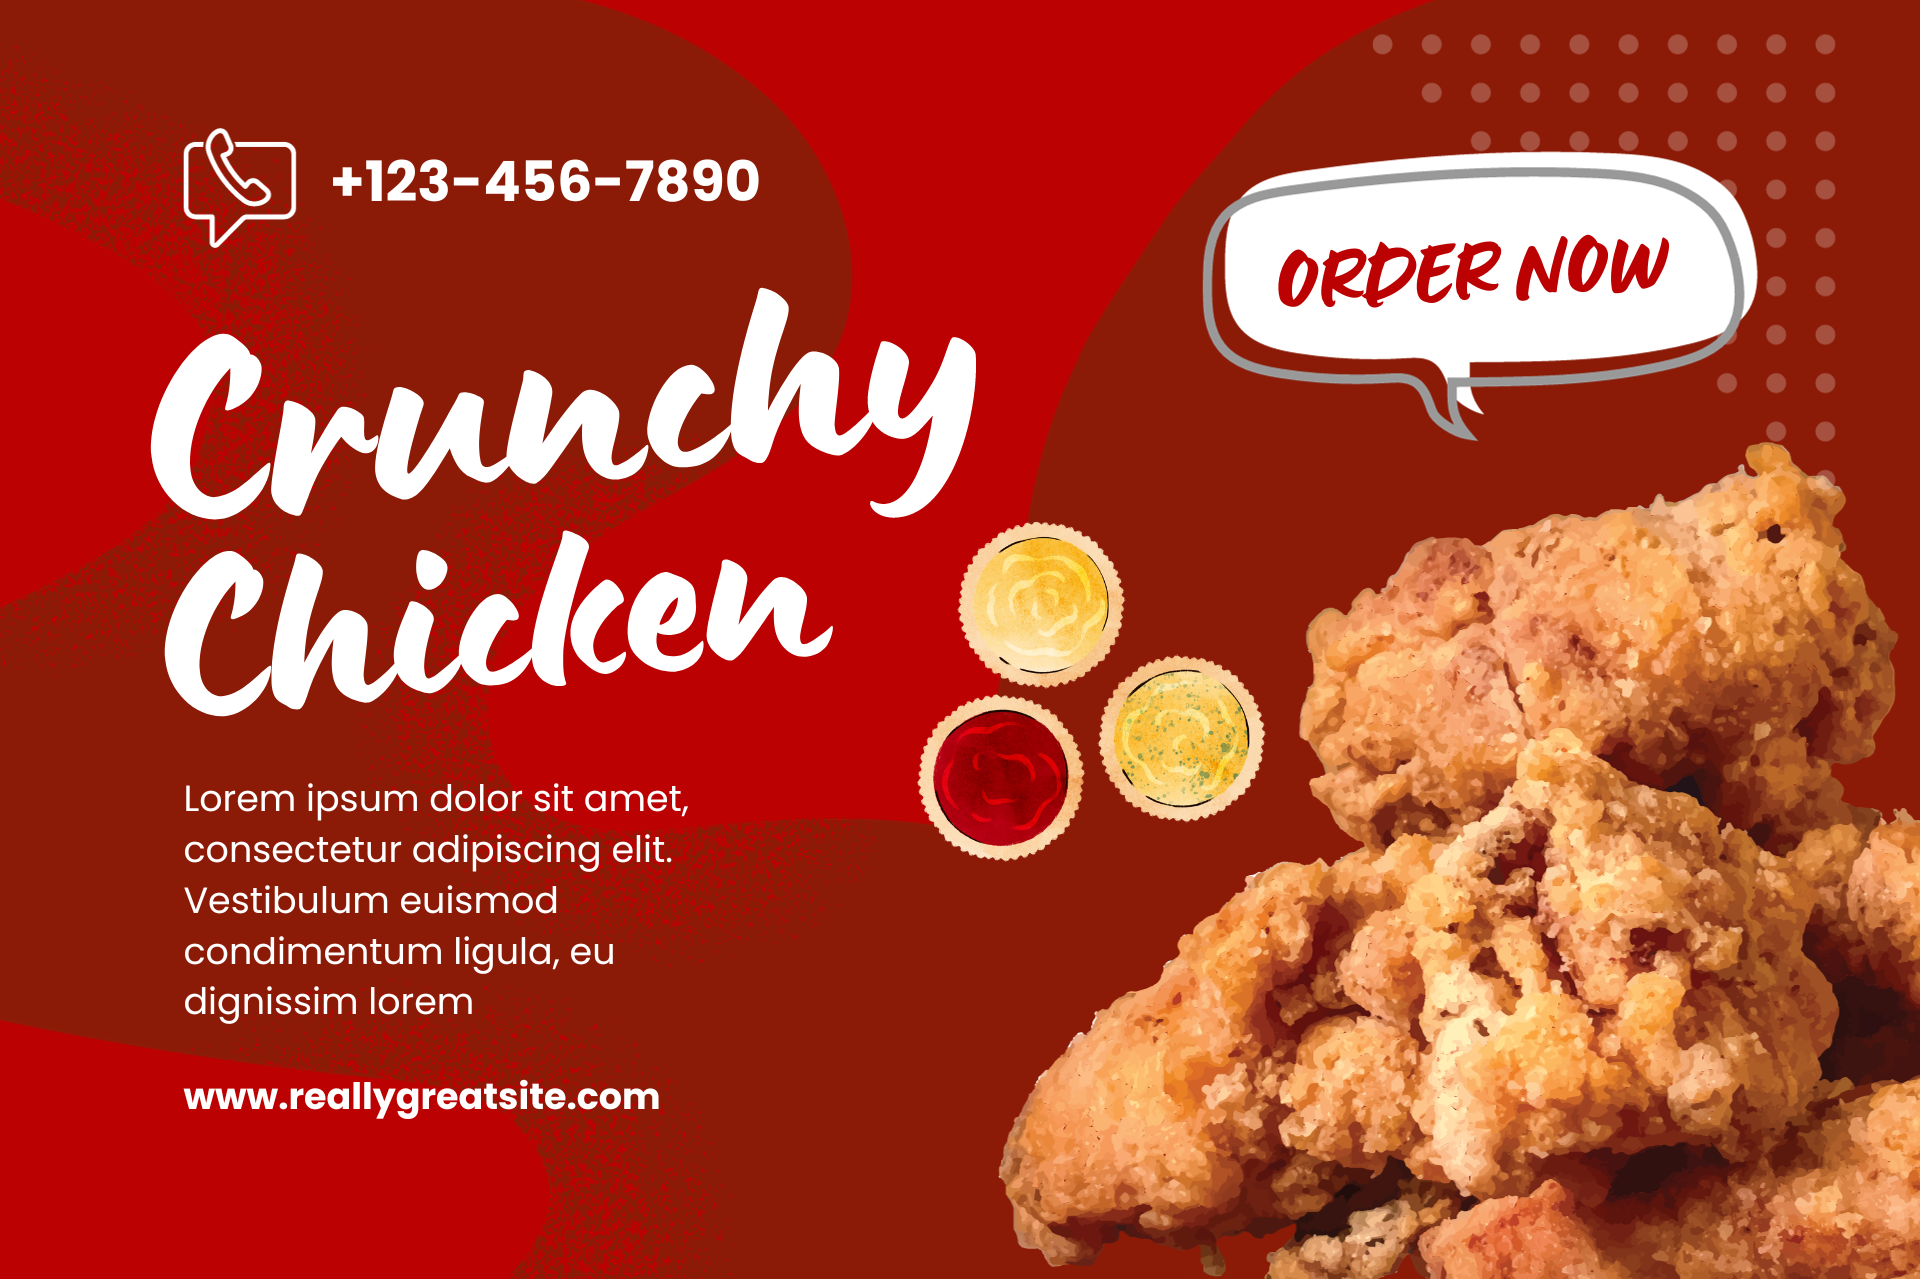 +123-456-7890
ORDER NOW
Crunchy
Chicken
Lorem ipsum dolor sit amet,
consectetur adipiscing elit.
Vestibulum euismod
condimentum ligula, eu
dignissim lorem
www.reallygreatsite.com